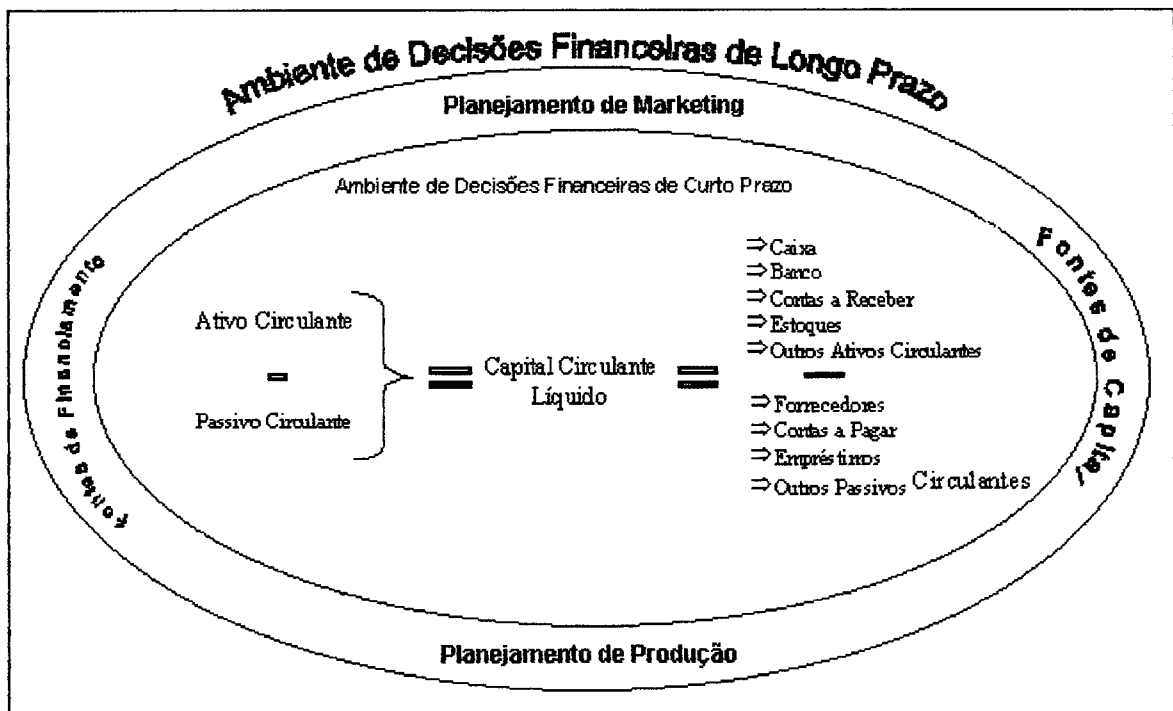 Ambiente de Decisões Financeiras de Longo Prazo
Planejamento de Marketing
Ambiente de Decisões Financeiras de Curto Prazo
Fontes de Financiamento
Ativo Circulante
-
Passivo Circulante
=
Capital Circulante
Líquido
=
⇒Caixa
⇒Banco
⇒Contas a Receber
⇒Estoques
⇒Outros Ativos Circulantes
-
⇒Fornecedores
⇒Contas a Pagar
⇒Empréstimos
⇒Outros Passivos Circulantes
Fontes de Capital
Planejamento de Produção